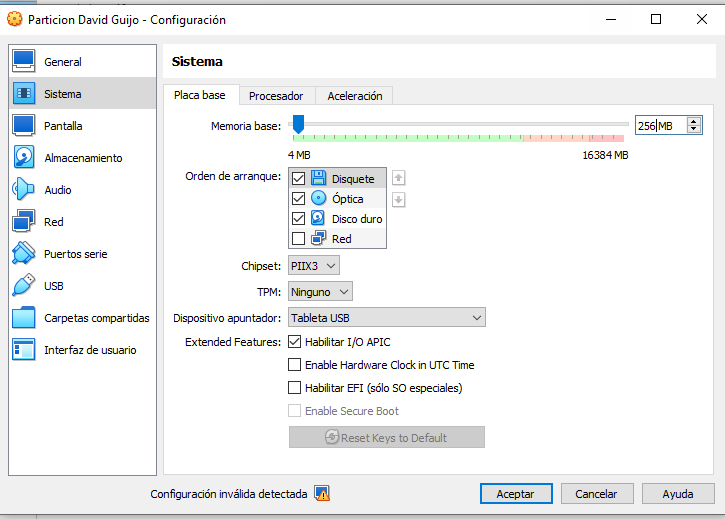 Particion David Guijo - Configuración
General
Sistema
Pantalla
Almacenamiento
Audio
Red
Puertos serie
USB
Carpetas compartidas
Interfaz de usuario
Sistema
Placa base Procesador Aceleración
Memoria base: 256 MB
4 MB 16384 MB
Orden de arranque: Disquete
Óptica
Disco duro
Red
Chipset: PIIX3
TPM: Ninguno
Dispositivo apuntador: Tableta USB
Extended Features: Habilitar I/O APIC
Enable Hardware Clock in UTC Time
Habilitar EFI (sólo SO especiales)
Enable Secure Boot
Reset Keys to Default
Configuración inválida detectada Aceptar Cancelar Ayuda